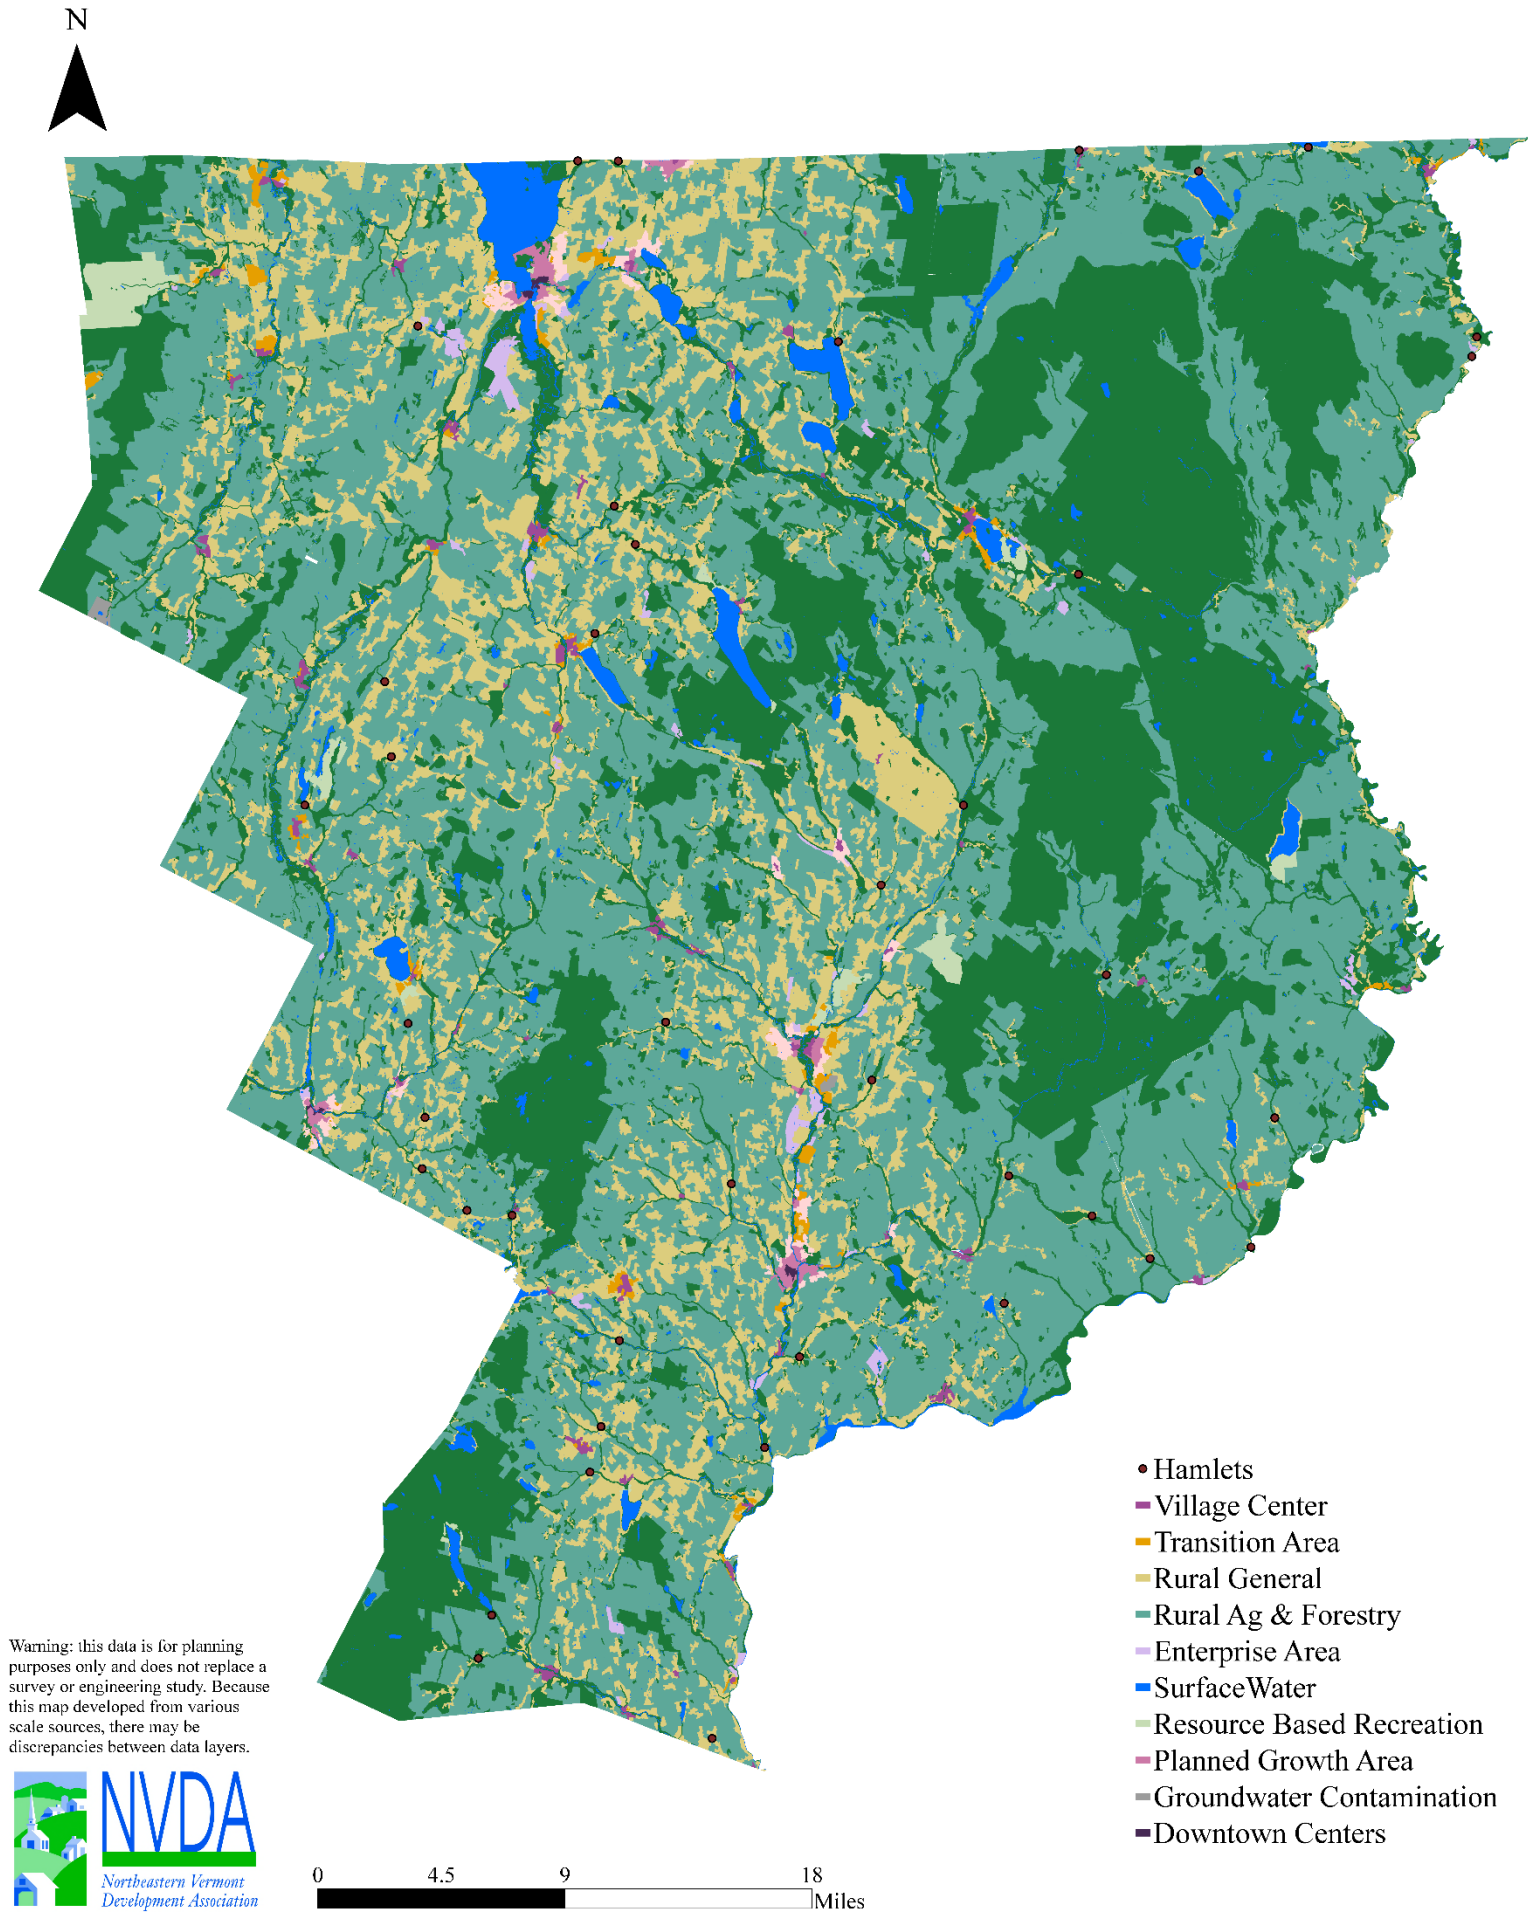 N
Hamlets
Village Center
Transition Area
Rural General
Rural Ag & Forestry
Enterprise Area
SurfaceWater
Resource Based Recreation
Planned Growth Area
Groundwater Contamination
Downtown Centers
Warning: this data is for planning
purposes only and does not replace a
survey or engineering study. Because
this map developed from various
scale sources, there may be
discrepancies between data layers.
NVDA
Northeastern Vermont
Development Association
0 4.5 9 18
Miles